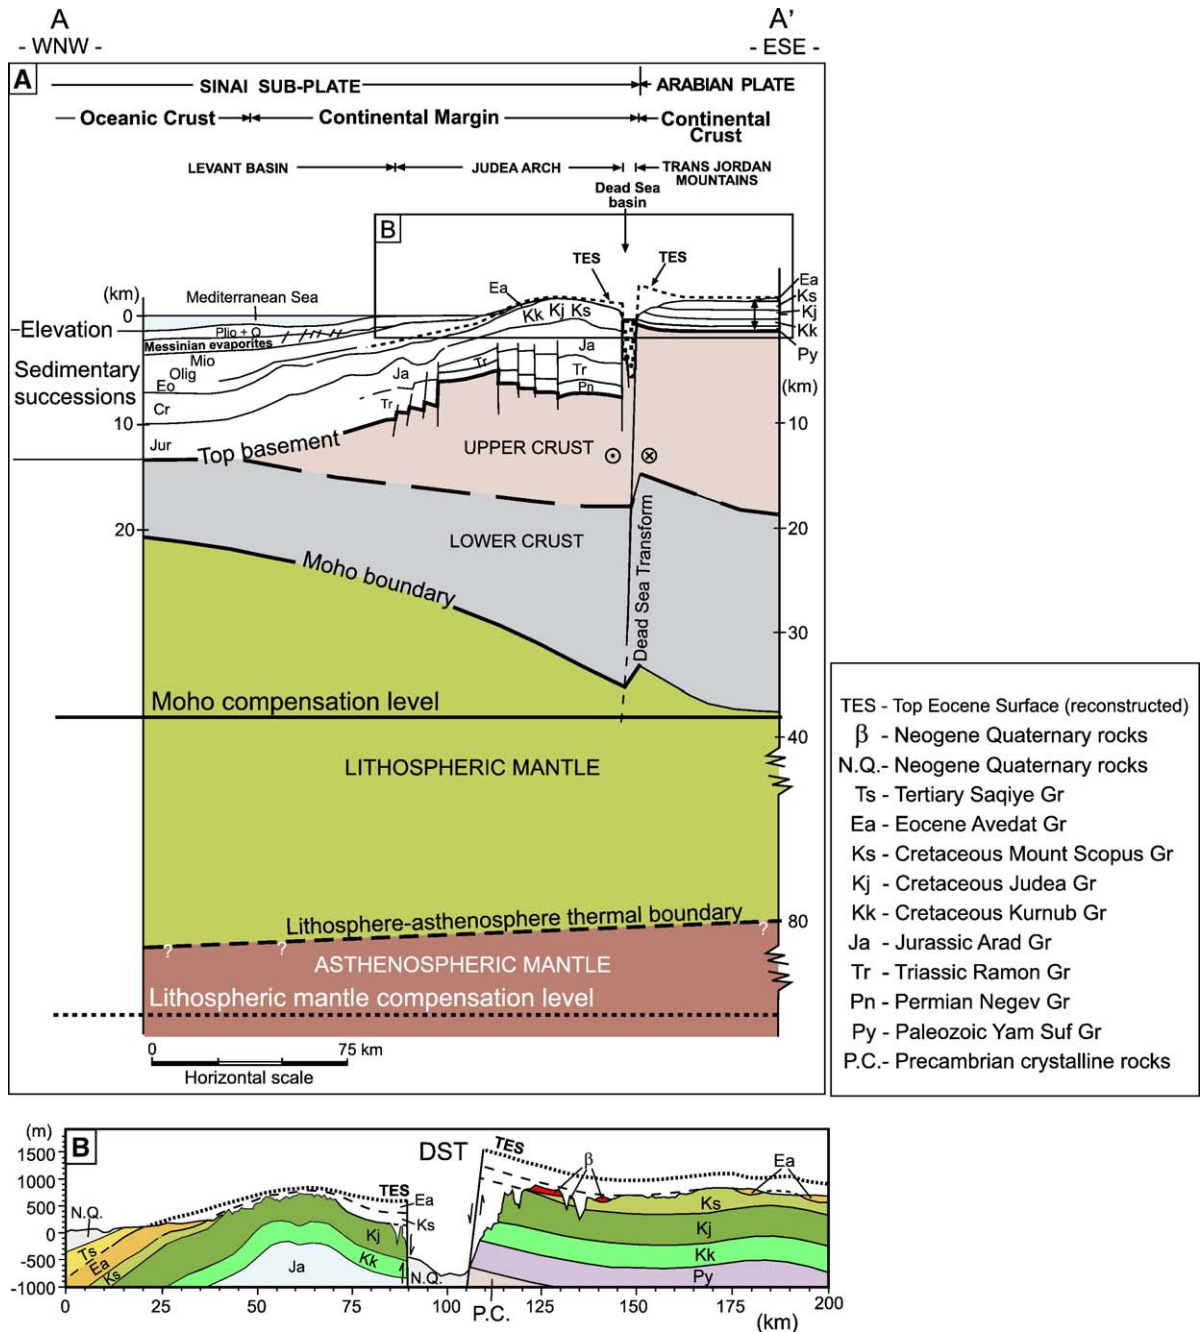 A
A'
- WNW -
- ESE -
A
SINAI SUB-PLATE
ARABIAN PLATE
Oceanic Crust
Continental Margin
Continental
Crust
LEVANT BASIN
JUDEA ARCH
TRANS JORDAN
MOUNTAINS
Dead Sea
basin
B
TES
TES
(km)
Mediterranean Sea
0
Elevation
Plio + Q
Messinian evaporites
Sedimentary
successions
Mio
Olig
Eo
Cr
10
Jur
Ea
Kk
Kj
Ks
Ja
Tr
Ja
Tr
Tr
Pn
Ea
Ks
Kj
Kk
Py
(km)
10
Top basement
UPPER CRUST
20
20
LOWER CRUST
Moho boundary
Dead Sea Transform
30
Moho compensation level
40
LITHOSPHERIC MANTLE
Lithosphere-asthenosphere thermal boundary
80
?
?
?
ASTHENOSPHERIC MANTLE
Lithospheric mantle compensation level
0
75 km
Horizontal scale
TES - Top Eocene Surface (reconstructed)
β - Neogene Quaternary rocks
N.Q.- Neogene Quaternary rocks
Ts - Tertiary Saqiye Gr
Ea - Eocene Avedat Gr
Ks - Cretaceous Mount Scopus Gr
Kj - Cretaceous Judea Gr
Kk - Cretaceous Kurnub Gr
Ja - Jurassic Arad Gr
Tr - Triassic Ramon Gr
Pn - Permian Negev Gr
Py - Paleozoic Yam Suf Gr
P.C.- Precambrian crystalline rocks
(m)
B
1500
1000
500
0
-500
-1000
DST
TES
TES
β
Ea
N.Q.
Ts
Ea
Ks
Kj
Kk
Ja
Ea
Ks
N.Q.
Ks
Kj
Kk
Py
0
25
50
75
P.C.
125
150
175
200
(km)